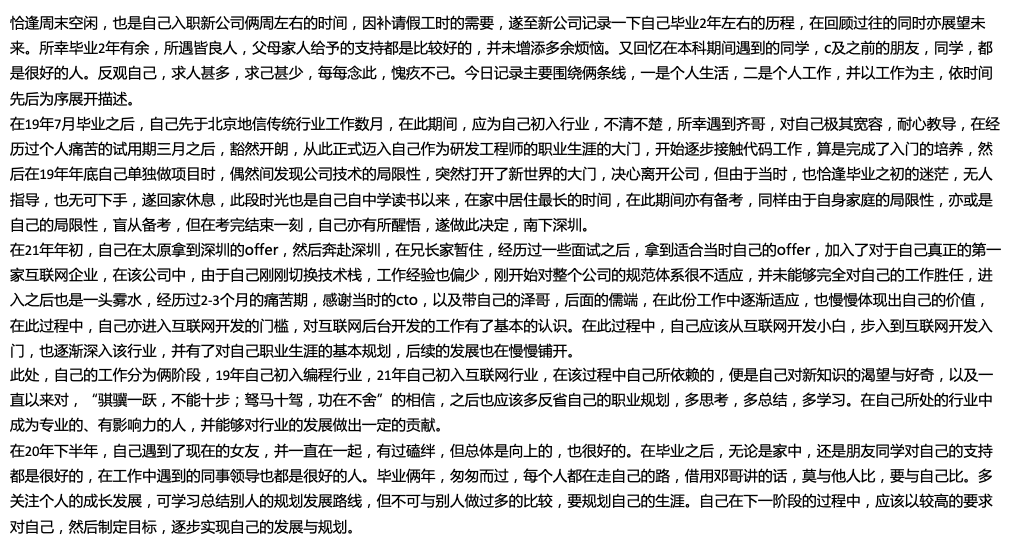 恰逢周末空闲，也是自己入职新公司俩周左右的时间，因补请假工时的需要，遂至新公司记录一下自己毕业2年左右的历程，在回顾过往的同时亦展望未
来。所幸毕业2年有余，所遇皆良人，父母家人给予的支持都是比较好的，并未增添多余烦恼。又回忆在本科期间遇到的同学，c及之前的朋友，同学，都
是很好的人。反观自己，求人甚多，求己甚少，每每念此，愧疚不已。今日记录主要围绕俩条线，一是个人生活，二是个人工作，并以工作为主，依时间
先后为序展开描述。
在19年7月毕业之后，自己先于北京地信传统行业工作数月，在此期间，应为自己初入行业，不清不楚，所幸遇到齐哥，对自己极其宽容，耐心教导，在经
历过个人痛苦的试用期三月之后，豁然开朗，从此正式迈入自己作为研发工程师的职业生涯的大门，开始逐步接触代码工作，算是完成了入门的培养，然
后在19年年底自己单独做项目时，偶然间发现公司技术的局限性，突然打开了新世界的大门，决心离开公司，但由于当时，也恰逢毕业之初的迷茫，无人
指导，也无可下手，遂回家休息，此段时光也是自己自中学读书以来，在家中居住最长的时间，在此期间亦有备考，同样由于自身家庭的局限性，亦或是
自己的局限性，盲从备考，但在考完结束一刻，自己亦有所醒悟，遂做此决定，南下深圳。
在21年年初，自己在太原拿到深圳的offer，然后奔赴深圳，在兄长家暂住，经历过一些面试之后，拿到适合当时自己的offer，加入了对于自己真正的第一
家互联网企业，在该公司中，由于自己刚刚切换技术栈，工作经验也偏少，刚开始对整个公司的规范体系很不适应，并未能够完全对自己的工作胜任，进
入之后也是一头雾水，经历过2-3个月的痛苦期，感谢当时的cto，以及带自己的泽哥，后面的儒端，在此份工作中逐渐适应，也慢慢体现出自己的价值，
在此过程中，自己亦进入互联网开发的门槛，对互联网后台开发的工作有了基本的认识。在此过程中，自己应该从互联网开发小白，步入到互联网开发入
门，也逐渐深入该行业，并有了对自己职业生涯的基本规划，后续的发展也在慢慢铺开。
此处，自己的工作分为俩阶段，19年自己初入编程行业，21年自己初入互联网行业，在该过程中自己所依赖的，便是自己对新知识的渴望与好奇，以及一
直以来对，“骐骥一跃，不能十步；驽马十驾，功在不舍”的相信，之后也应该多反省自己的职业规划，多思考，多总结，多学习。在自己所处的行业中
成为专业的、有影响力的人，并能够对行业的发展做出一定的贡献。
在20年下半年，自己遇到了现在的女友，并一直在一起，有过磕绊，但总体是向上的，也很好的。在毕业之后，无论是家中，还是朋友同学对自己的支持
都是很好的，在工作中遇到的同事领导也都是很好的人。毕业俩年，匆匆而过，每个人都在走自己的路，借用邓哥讲的话，莫与他人比，要与自己比。多
关注个人的成长发展，可学习总结别人的规划发展路线，但不可与别人做过多的比较，要规划自己的生涯。自己在下一阶段的过程中，应该以较高的要求
对自己，然后制定目标，逐步实现自己的发展与规划。